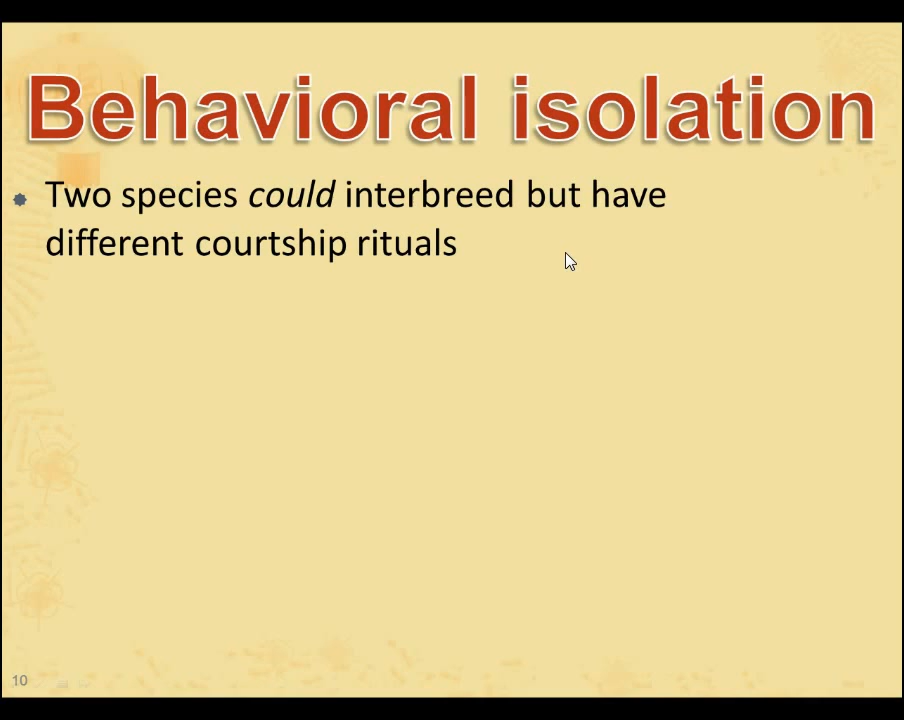 Behavioral isolation
Two species could interbreed but have
different courtship rituals
10